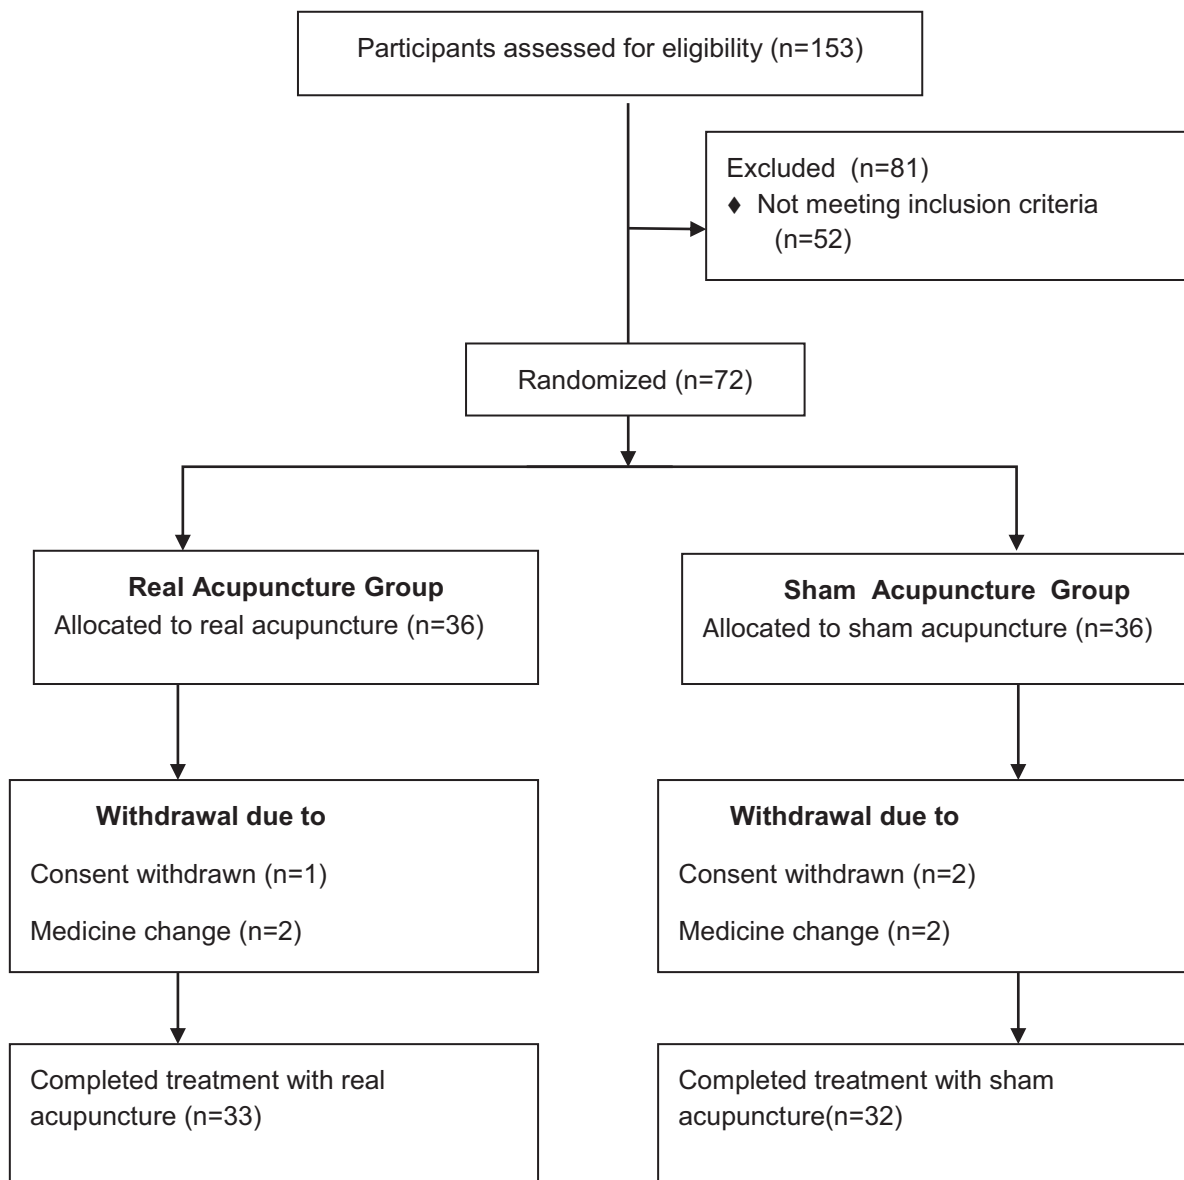 Participants assessed for eligibility (n=153)
Excluded  (n=81)
♦ Not meeting inclusion criteria
(n=52)
Randomized (n=72)
Real Acupuncture Group
Allocated to real acupuncture (n=36)
Sham  Acupuncture  Group
Allocated to sham acupuncture (n=36)
Withdrawal due to
Consent withdrawn (n=1)
Medicine change (n=2)
Withdrawal due to
Consent withdrawn (n=2)
Medicine change (n=2)
Completed treatment with real
acupuncture (n=33)
Completed treatment with sham
acupuncture(n=32)